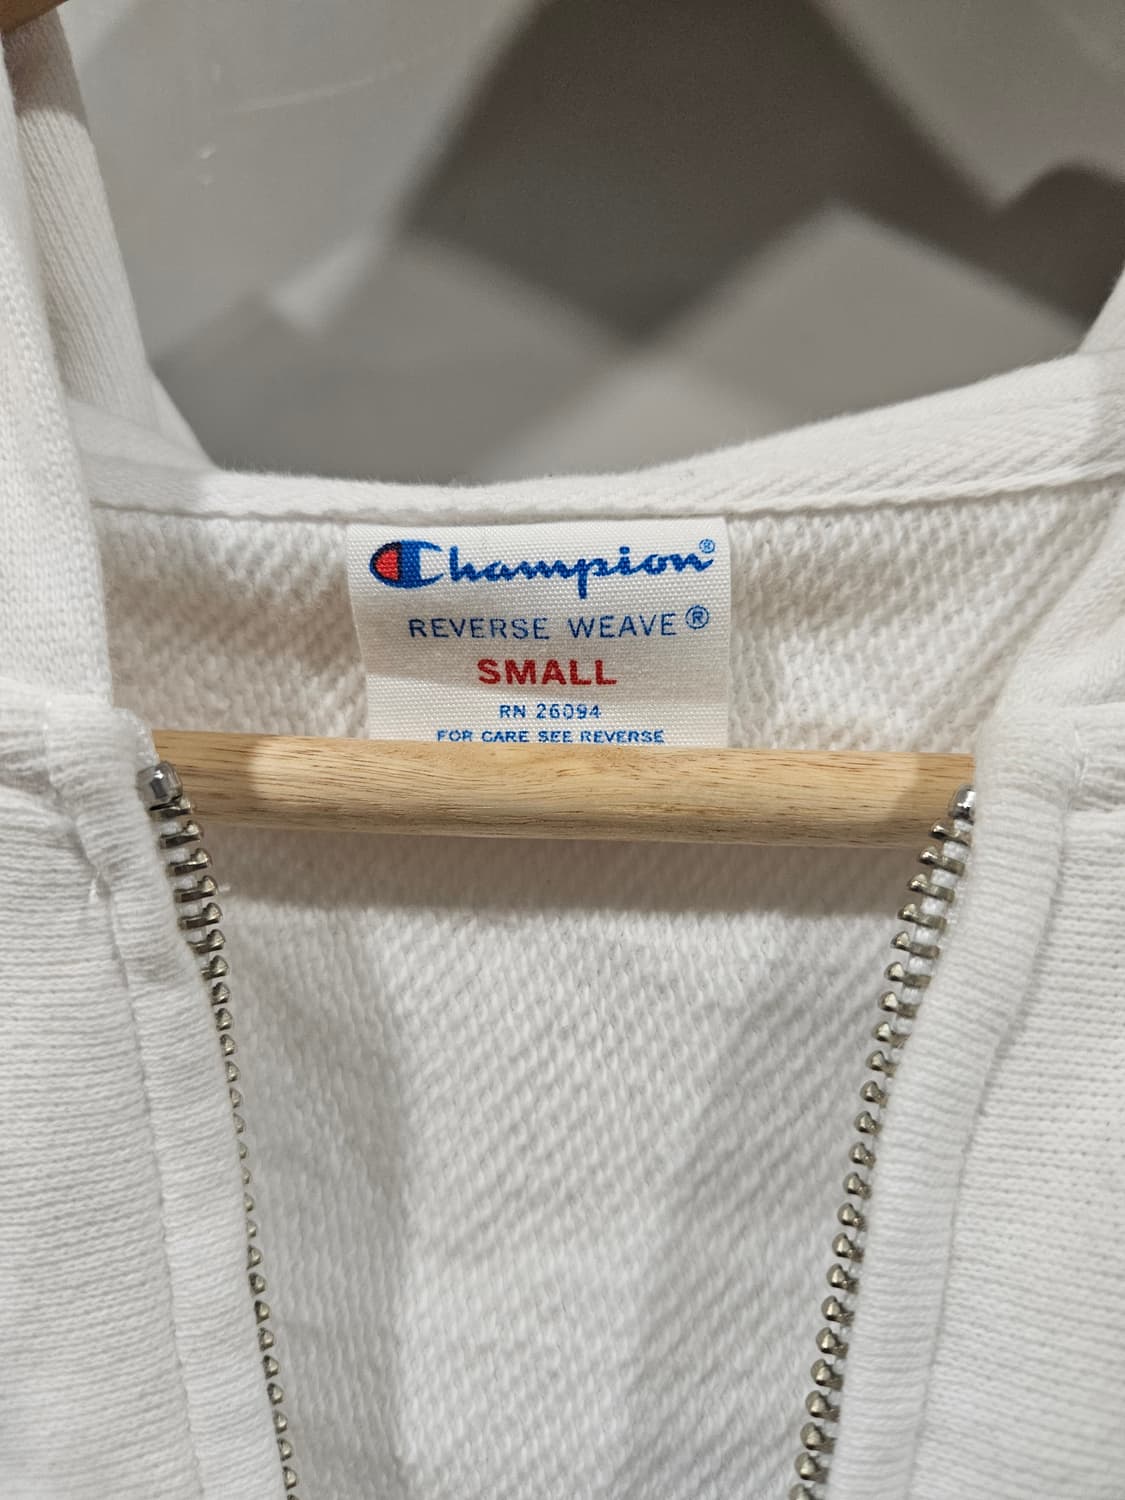 Champion®
REVERSE WEAVE®
SMALL
RN 26094
FOR CARE SEE REVERSE